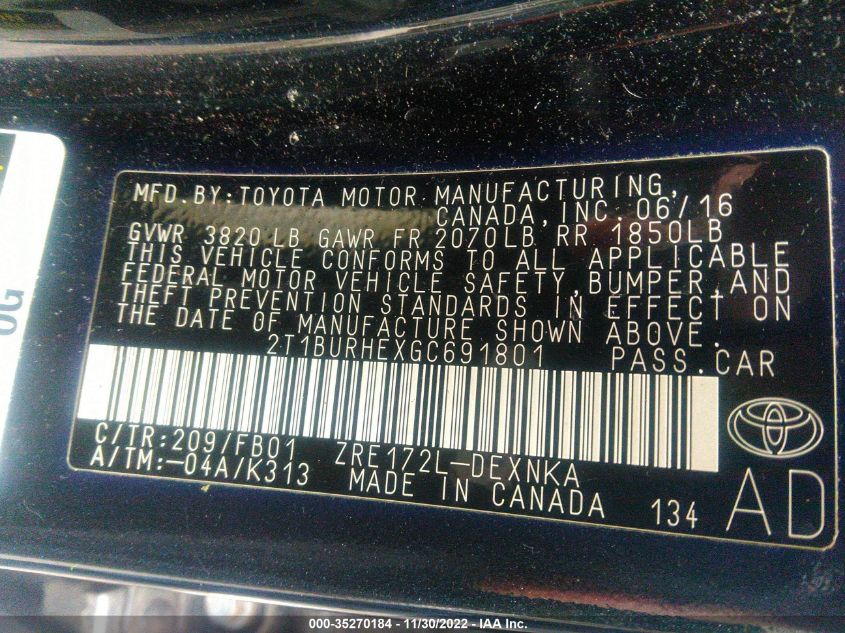 OG
MFD.BY:TOYOTA MOTOR MANUFACTURING,
CANADA,INC.06/16
GVWR 3820 LB GAWR FR 2070LB RR 1850LB
THIS VEHICLE CONFORMS TO ALL APPLICABLE
FEDERAL MOTOR VEHICLE SAFETY,BUMPER,AND
THEFT PREVENTION STANDARDS IN EFFECT ON
THE DATE OF MANUFACTURE SHOWN ABOVE.
2T1BURHEXGC691801 PASS.CAR
C/TR:209/FB01 ZRE172L-DEXNKA
A/TM:-04A/K313 MADE IN CANADA 134 AD
000-35270184 - 11/30/2022 - IAA Inc.